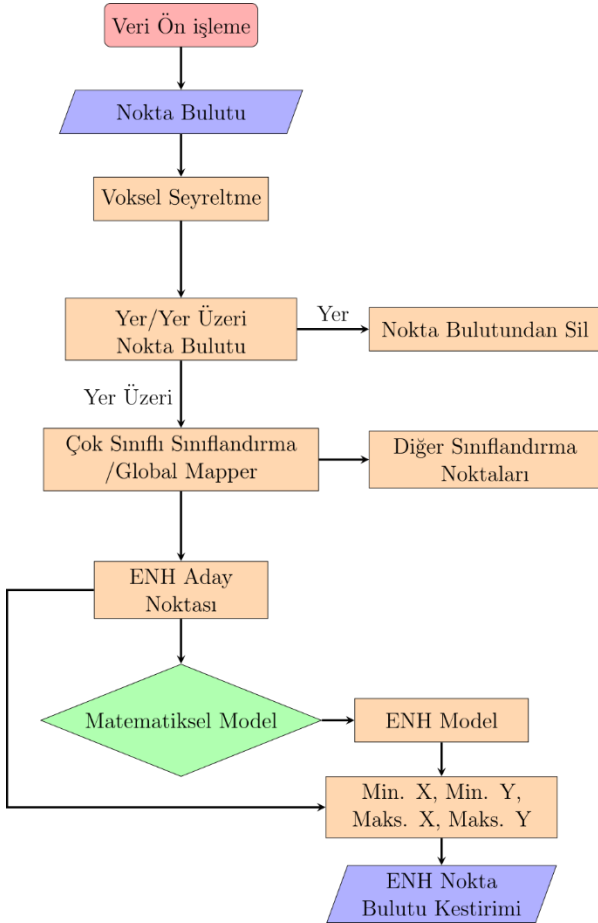 Veri Ön işleme
Nokta Bulutu
Voksel Seyreltme
Yer/Yer Üzeri
Nokta Bulutu
Yer
Nokta Bulutundan Sil
Yer Üzeri
Çok Sınıflı Sınıflandırma
/Global Mapper
Diğer Sınıflandırma
Noktaları
ENH Aday
Noktası
Matematiksel Model
ENH Model
Min. X, Min. Y,
Maks. X, Maks. Y
ENH Nokta
Bulutu Kestirimi